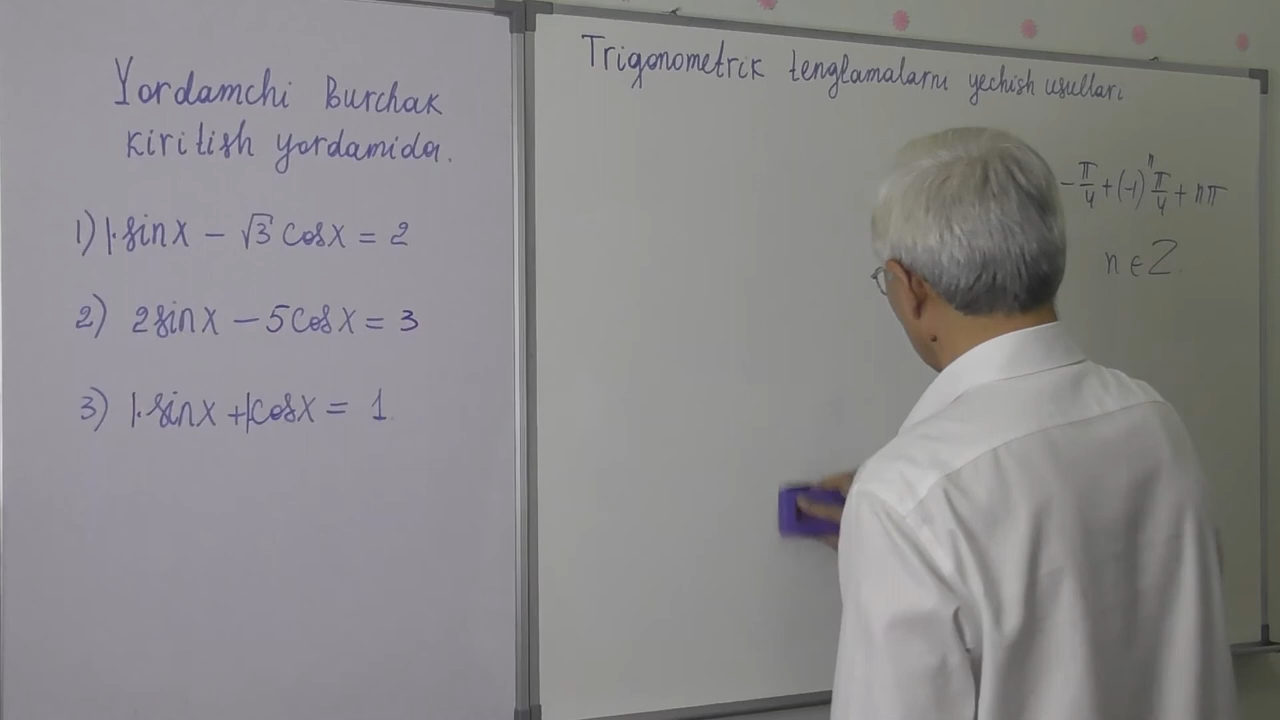 Yordamchi Burchak
kiritish yordamida.
1) 1·sinx − √3 cosx = 2
2) 2sinx − 5cosx = 3
3) 1·sinx + 1cosx = 1
Trigonometrik tenglamalarni yechish usullari
−π/4 + (−1)ⁿ π/4 + nπ
n ∈ Z.